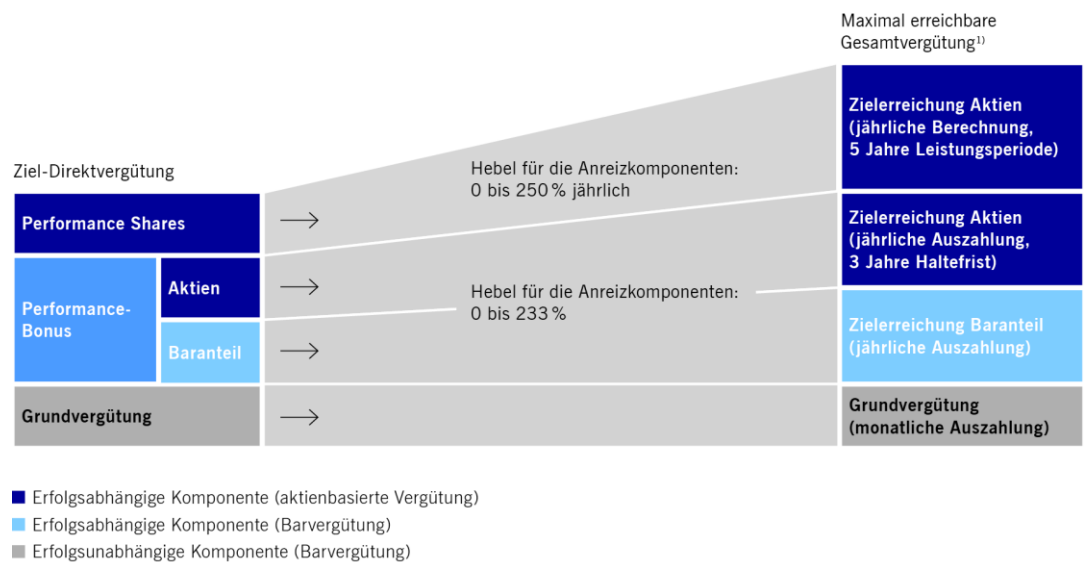 Maximal erreichbare
Gesamtvergütung¹⁾
Ziel-Direktvergütung
Performance Shares
Performance-
Bonus
Aktien
Baranteil
Grundvergütung
Hebel für die Anreizkomponenten:
0 bis 250 % jährlich
Hebel für die Anreizkomponenten:
0 bis 233 %
Zielerreichung Aktien
(jährliche Berechnung,
5 Jahre Leistungsperiode)
Zielerreichung Aktien
(jährliche Auszahlung,
3 Jahre Haltefrist)
Zielerreichung Baranteil
(jährliche Auszahlung)
Grundvergütung
(monatliche Auszahlung)
Erfolgsabhängige Komponente (aktienbasierte Vergütung)
Erfolgsabhängige Komponente (Barvergütung)
Erfolgsunabhängige Komponente (Barvergütung)